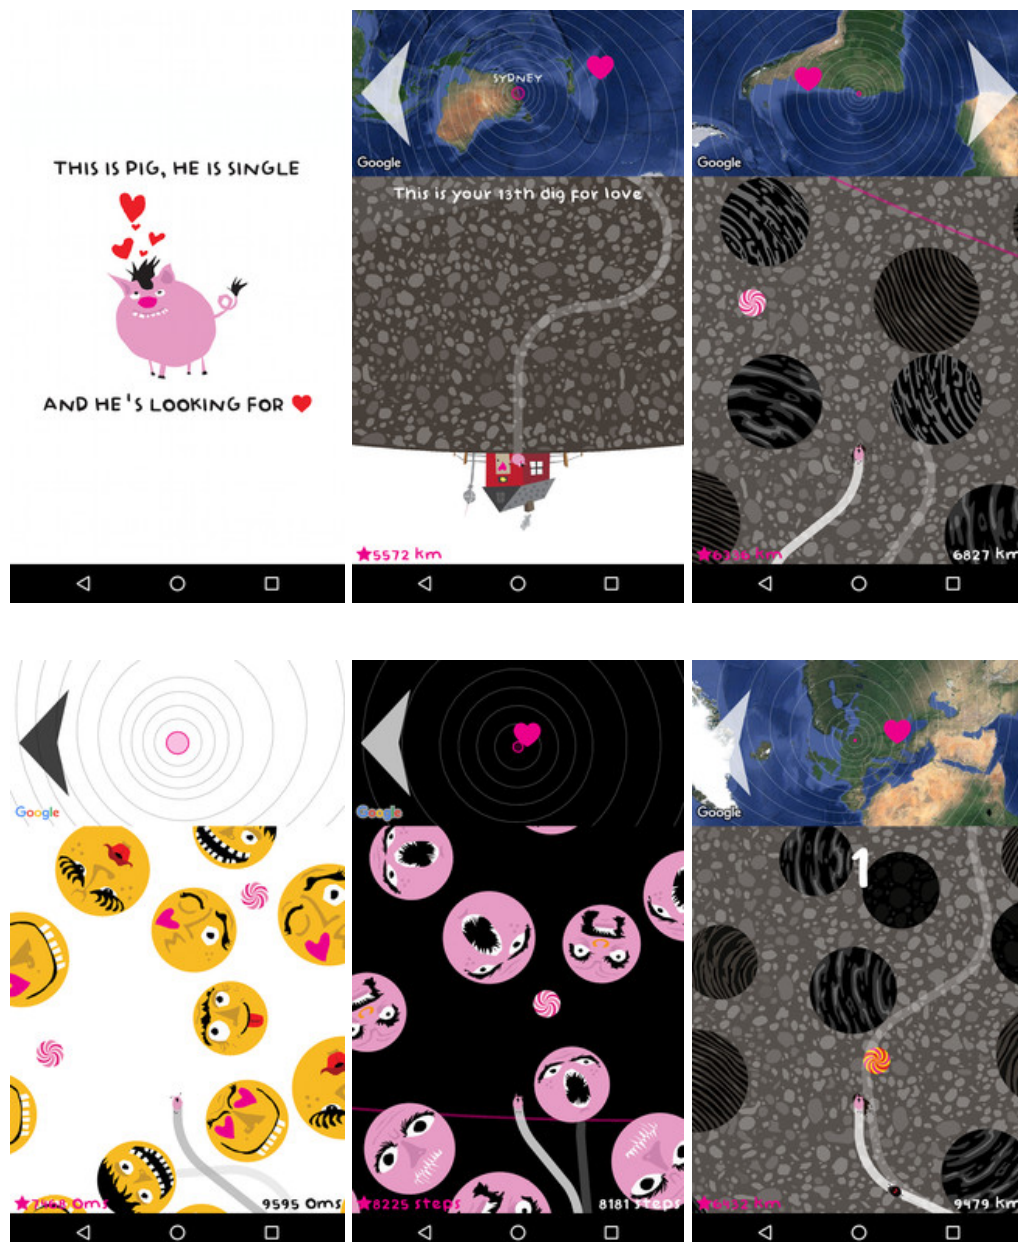 THIS IS PIG, HE IS SINGLE
AND HE'S LOOKING FOR
SYDNEY
Google
This is your 13th dig for love
5572 km
Google
6827 km
Google
9595 Oms
Google
8225 steps
8181 steps
Google
1
9479 km